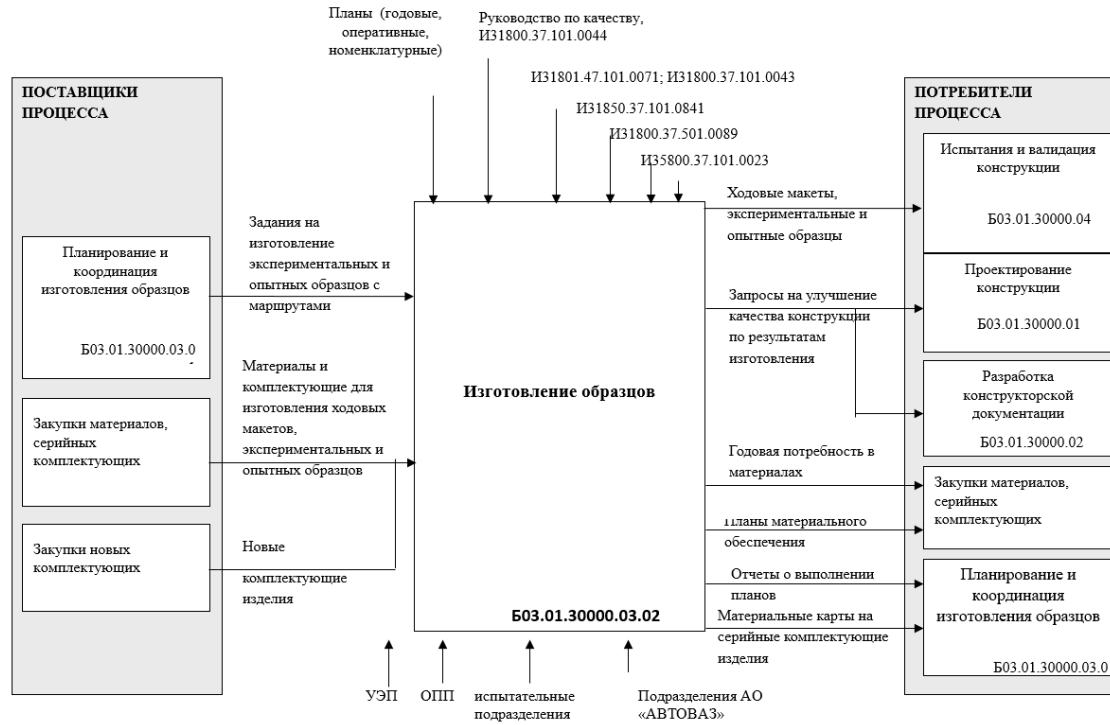 Планы (годовые,
оперативные,
номенклатурные)
Руководство по качеству,
И31800.37.101.0044
И31801.47.101.0071; И31800.37.101.0043
И31850.37.101.0841
И31800.37.501.0089
И35800.37.101.0023
ПОСТАВЩИКИ
ПРОЦЕССА
Планирование и
координация
изготовления образцов
Б03.01.30000.03.0
Закупки материалов,
серийных
комплектующих
Закупки новых
комплектующих
Задания на
изготовление
экспериментальных и
опытных образцов с
маршрутами
Материалы и
комплектующие для
изготовления ходовых
макетов,
экспериментальных и
опытных образцов
Новые
комплектующие
изделия
Изготовление образцов
Б03.01.30000.03.02
Ходовые макеты,
экспериментальные и
опытные образцы
Запросы на улучшение
качества конструкции
по результатам
изготовления
Годовая потребность в
материалах
Планы материального
обеспечения
Отчеты о выполнении
планов
Материальные карты на
серийные комплектующие
изделия
ПОТРЕБИТЕЛИ
ПРОЦЕССА
Испытания и валидация
конструкции
Б03.01.30000.04
Проектирование
конструкции
Б03.01.30000.01
Разработка
конструкторской
документации
Б03.01.30000.02
Закупки материалов,
серийных
комплектующих
Планирование и
координация
изготовления образцов
Б03.01.30000.03.0
УЭП
ОПП
испытательные
подразделения
Подразделения АО
«АВТОВАЗ»